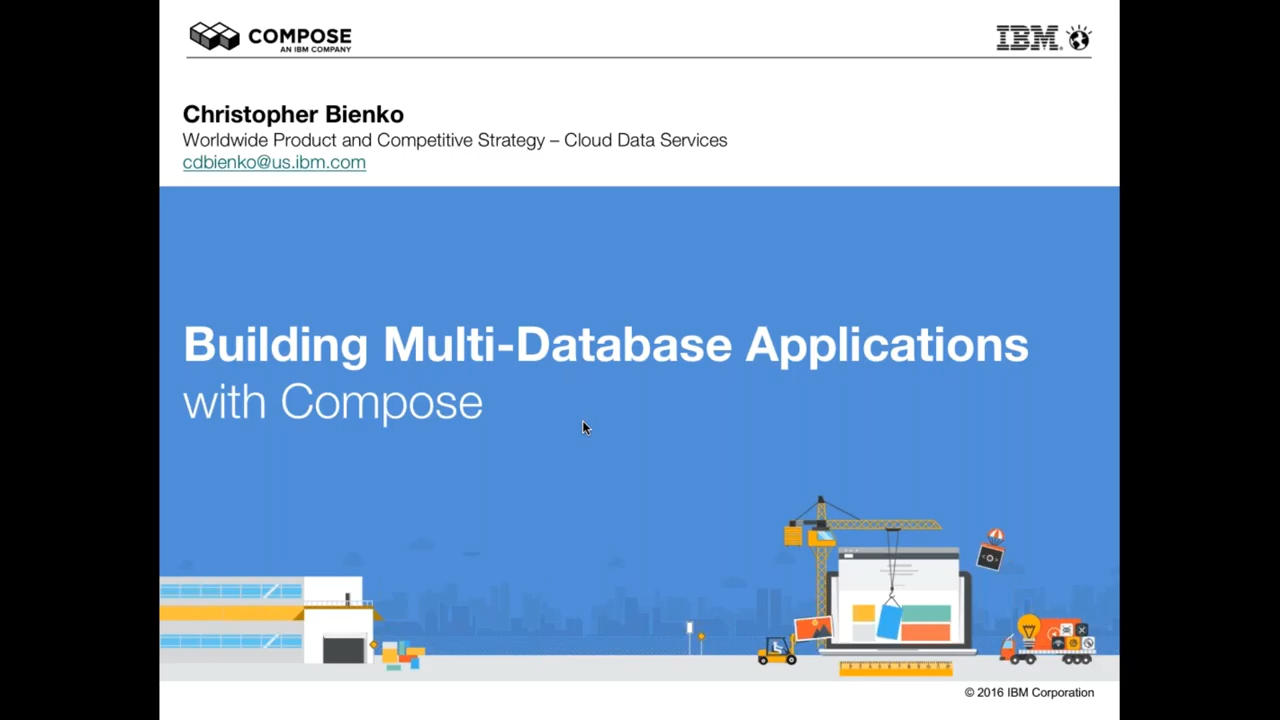 COMPOSE
AN IBM COMPANY
IBM
Christopher Bienko
Worldwide Product and Competitive Strategy – Cloud Data Services
cdbienko@us.ibm.com
Building Multi-Database Applications
with Compose
© 2016 IBM Corporation